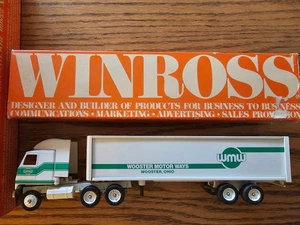 WINROSS
DESIGNER AND BUILDER OF PRODUCTS FOR BUSINESS TO BUSINESS
COMMUNICATIONS • MARKETING • ADVERTISING • SALES PROMOTION
WMW
WOOSTER MOTOR WAYS
WOOSTER, OHIO